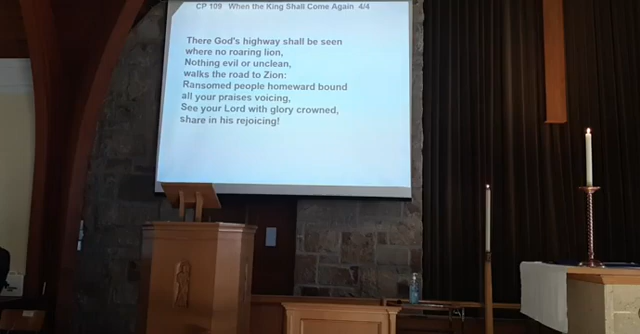 CP 109 When the King Shall Come Again 4/4
There God's highway shall be seen
where no roaring lion,
Nothing evil or unclean,
walks the road to Zion:
Ransomed people homeward bound
all your praises voicing,
See your Lord with glory crowned,
share in his rejoicing!